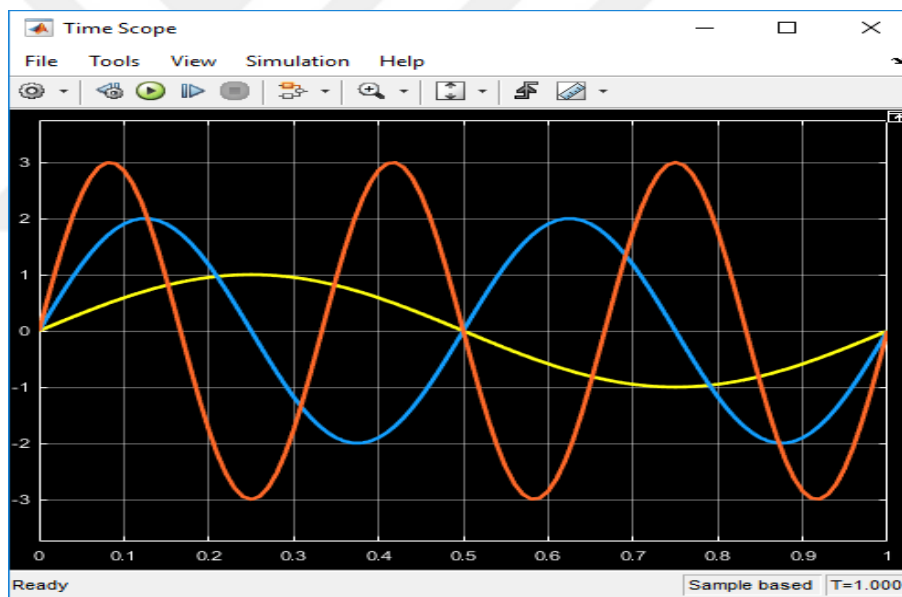 Time Scope
File Tools View Simulation Help
3
2
1
0
-1
-2
-3
0 0.1 0.2 0.3 0.4 0.5 0.6 0.7 0.8 0.9 1
Ready Sample based T=1.000